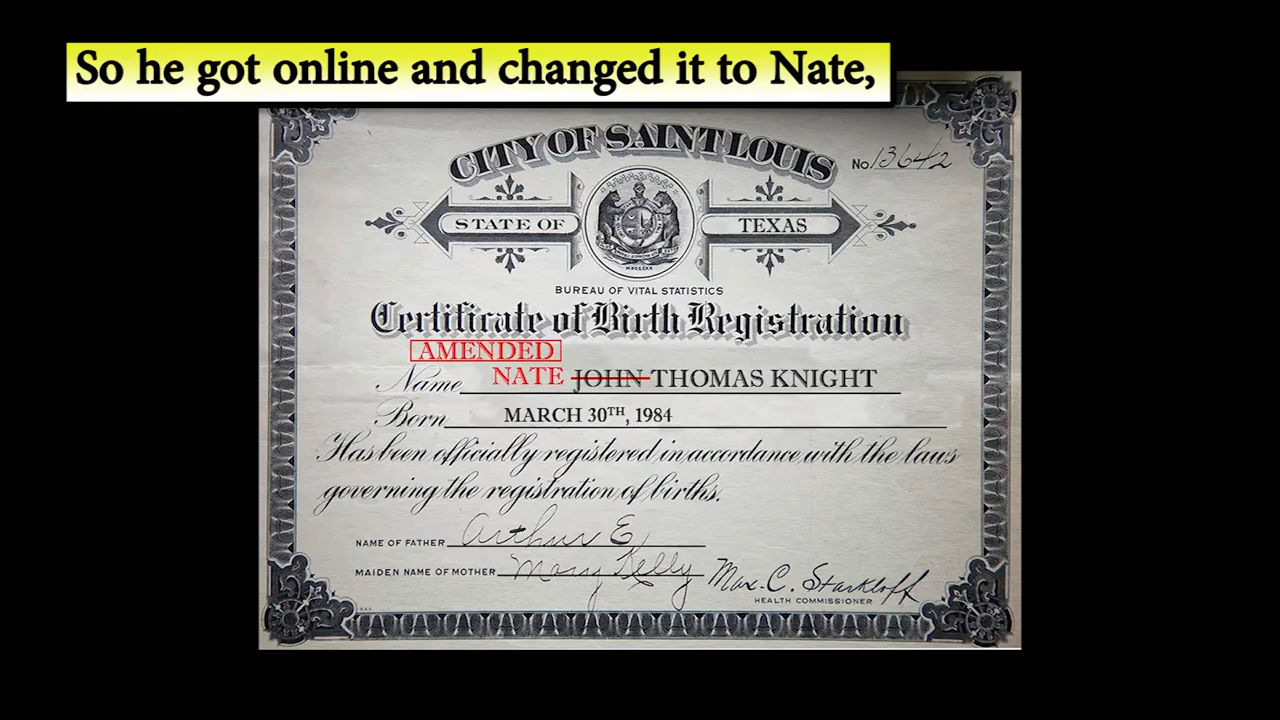 So he got online and changed it to Nate,
CITY OF SAINT LOUIS
No 13642
STATE OF TEXAS
MDCCCXX
BUREAU OF VITAL STATISTICS
Certificate of Birth Registration
AMENDED
Name NATE JOHN THOMAS KNIGHT
Born MARCH 30TH, 1984
Has been officially registered in accordance with the laws
governing the registration of births.
NAME OF FATHER Arthur E
MAIDEN NAME OF MOTHER Mary Kelly
Max. C. Starkloff
HEALTH COMMISSIONER